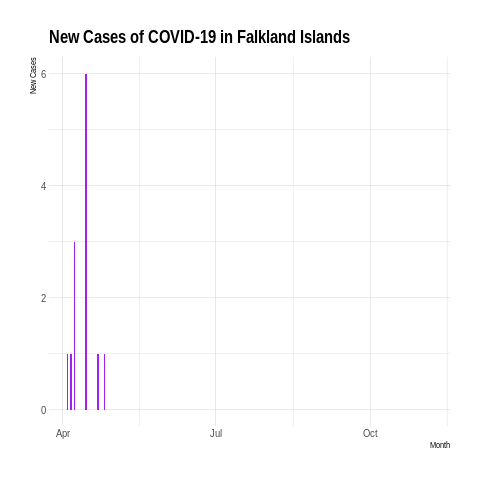 New Cases of COVID-19 in Falkland Islands
New Cases
6
4
2
0
Apr
Jul
Oct
Month